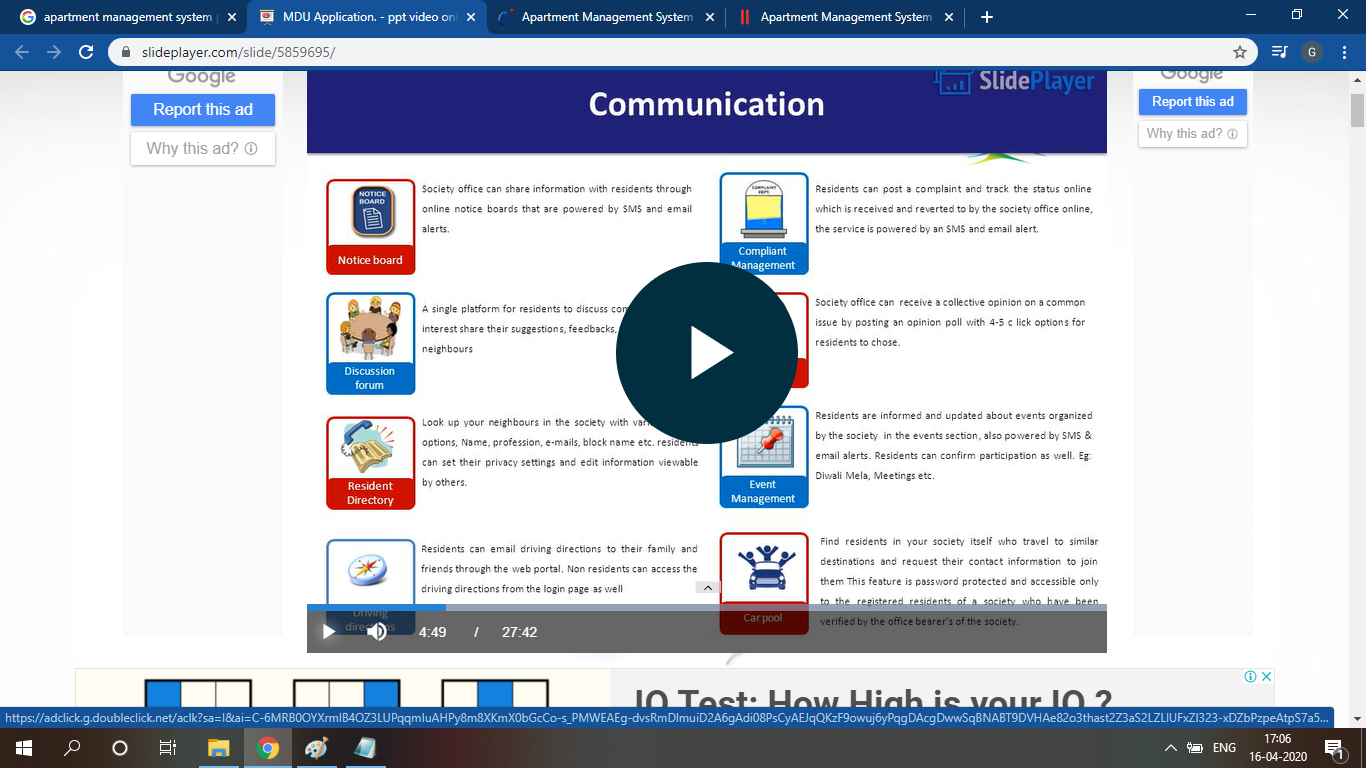 apartment management system
MDU Application. - ppt video onl
Apartment Management System
Apartment Management System
slideplayer.com/slide/5859695/
G
Google
Report this ad
Why this ad?
SlidePlayer
Communication
Google
Report this ad
Why this ad?
NOTICE
BOARD
Notice board
Society office can share information with residents through
online notice boards that are powered by SMS and email
alerts.
COMPLAINT
DEPT.
Compliant
Management
Residents can post a complaint and track the status online
which is received and reverted to by the society office online,
the service is powered by an SMS and email alert.
Discussion
forum
A single platform for residents to discuss
interest share their suggestions, feedbacks,
neighbours
Society office can receive a collective opinion on a common
issue by posting an opinion poll with 4-5 c lick options for
residents to chose.
Resident
Directory
Look up your neighbours in the society with
options, Name, profession, e-mails, block name etc. residents
can set their privacy settings and edit information viewable
by others.
Event
Management
Residents are informed and updated about events organized
by the society in the events section, also powered by SMS &
email alerts. Residents can confirm participation as well. Eg:
Diwali Mela, Meetings etc.
Driving
directions
Residents can email driving directions to their family and
friends through the web portal. Non residents can access the
driving directions from the login page as well
Car pool
Find residents in your society itself who travel to similar
destinations and request their contact information to join
them This feature is password protected and accessible only
to the registered residents of a society who have been
verified by the office bearer's of the society.
4:49 / 27:42
IQ Test: How High is your IQ ?
https://adclick.g.doubleclick.net/aclk?sa=l&ai=C-6MRB0OYXrmlB4OZ3LUPqqmIuAHPy8m8XKmX0bGcCo-s_PMWEAEg-dvsRmDlmuiD2A6gAdi08PsCyAEJqQKzF9owuj6yPqgDAcgDwwSqBNABT9DVHAe82o3thast2Z3aS2LZLlUFxZl323-xDZbPzpeAtpS7a5...
ENG
17:06
16-04-2020
1